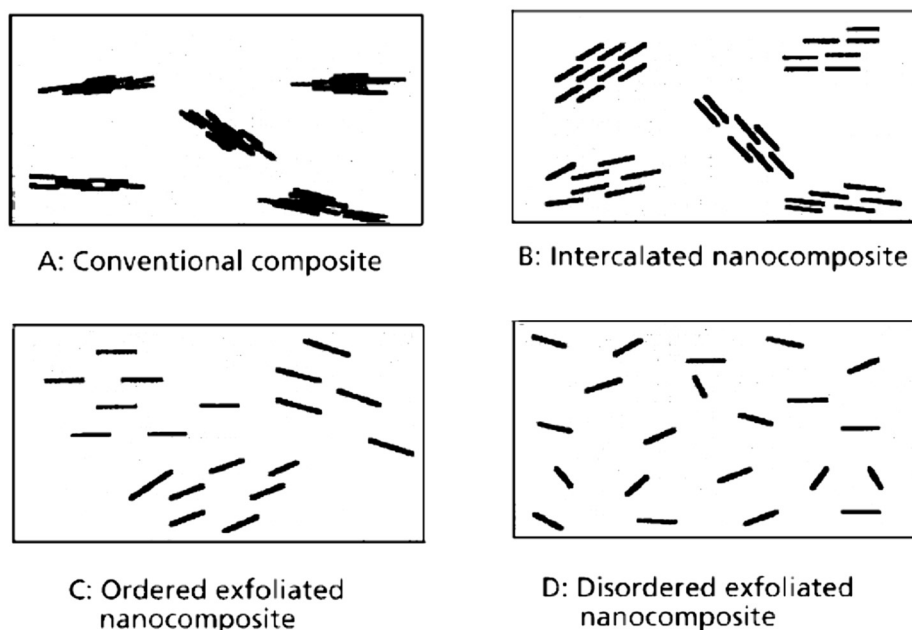 A: Conventional composite
B: Intercalated nanocomposite
C: Ordered exfoliated
nanocomposite
D: Disordered exfoliated
nanocomposite